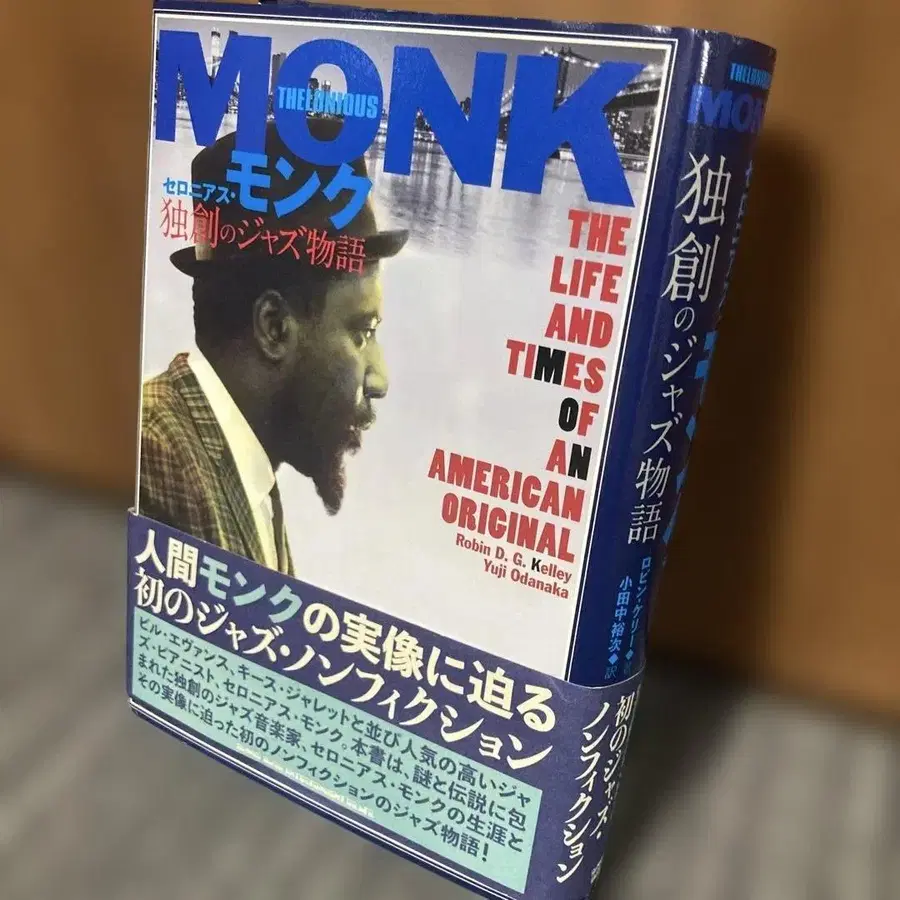 MONK
THELONIOUS
セロニアス・モンク
独創のジャズ物語
THE
LIFE
AND
TIMES
OF
AN
AMERICAN
ORIGINAL
Robin D. G. Kelley
Yuji Odanaka
人間モンクの実像に迫る
初のジャズ・ノンフィクション
ビル・エヴァンス、キース・ジャレットと並び人気の高いジャ
ズ・ピアニスト、セロニアス・モンク。本書は、謎と伝説に包
まれた独創のジャズ音楽家、セロニアス・モンクの生涯と
その実像に迫った初のノンフィクションのジャズ物語!
THELONIOUS
MONK
セロニアス・モンク
独創のジャズ物語
ロビン・ケリー◆
小田中裕次◆訳
初のジャズ・
ノンフィクション